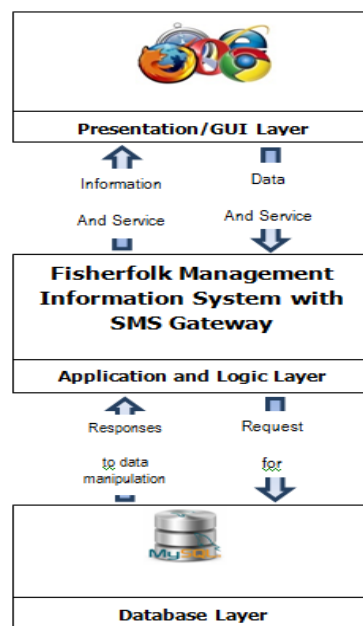 Presentation/GUI Layer
Information
And Service
Data
And Service
Fisherfolk Management
Information System with
SMS Gateway
Application and Logic Layer
Responses
to data
manipulation
Request
for
MySQL
Database Layer